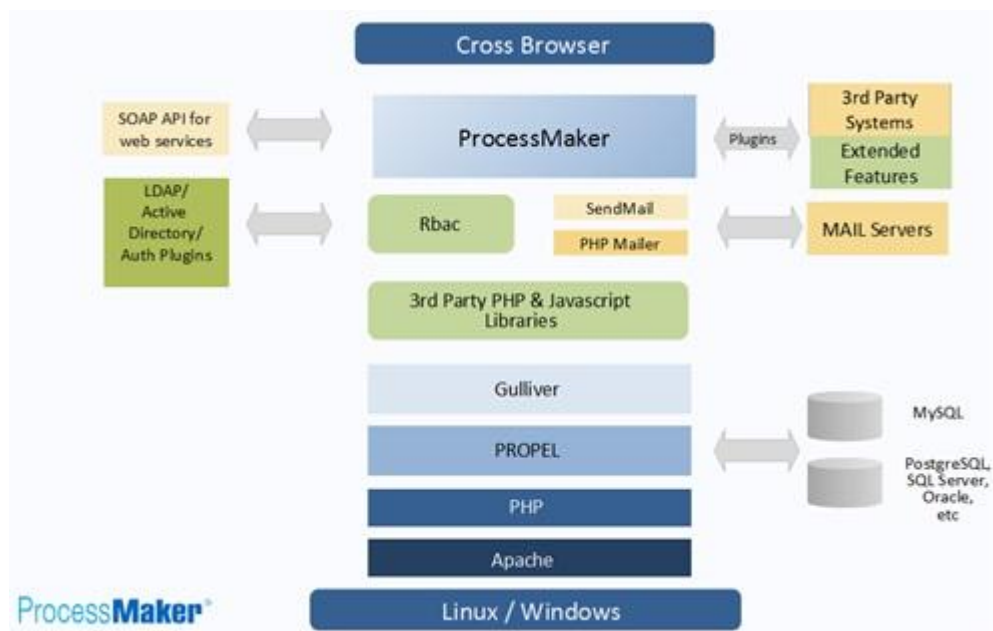 Cross Browser
SOAP API for
web services
ProcessMaker
Plugins
3rd Party
Systems
Extended
Features
LDAP/
Active
Directory/
Auth Plugins
Rbac
SendMail
PHP Mailer
MAIL Servers
3rd Party PHP & Javascript
Libraries
Gulliver
PROPEL
PHP
Apache
MySQL
PostgreSQL,
SQL Server,
Oracle,
etc
ProcessMaker®
Linux / Windows